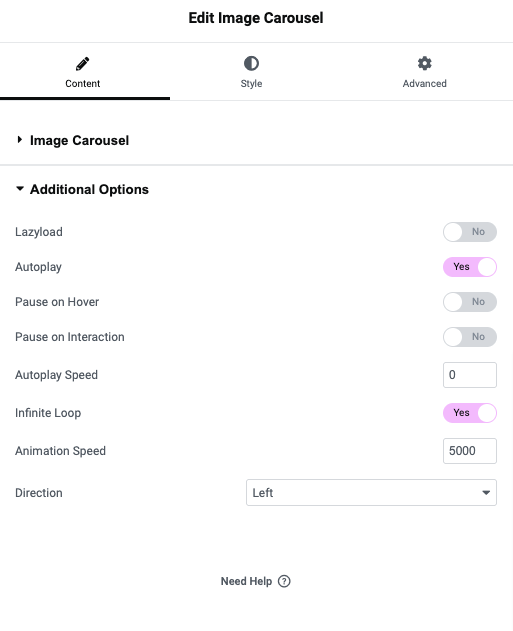 Edit Image Carousel
Content Style Advanced
Image Carousel
Additional Options
Lazyload No
Autoplay Yes
Pause on Hover No
Pause on Interaction No
Autoplay Speed 0
Infinite Loop Yes
Animation Speed 5000
Direction Left
Need Help ?